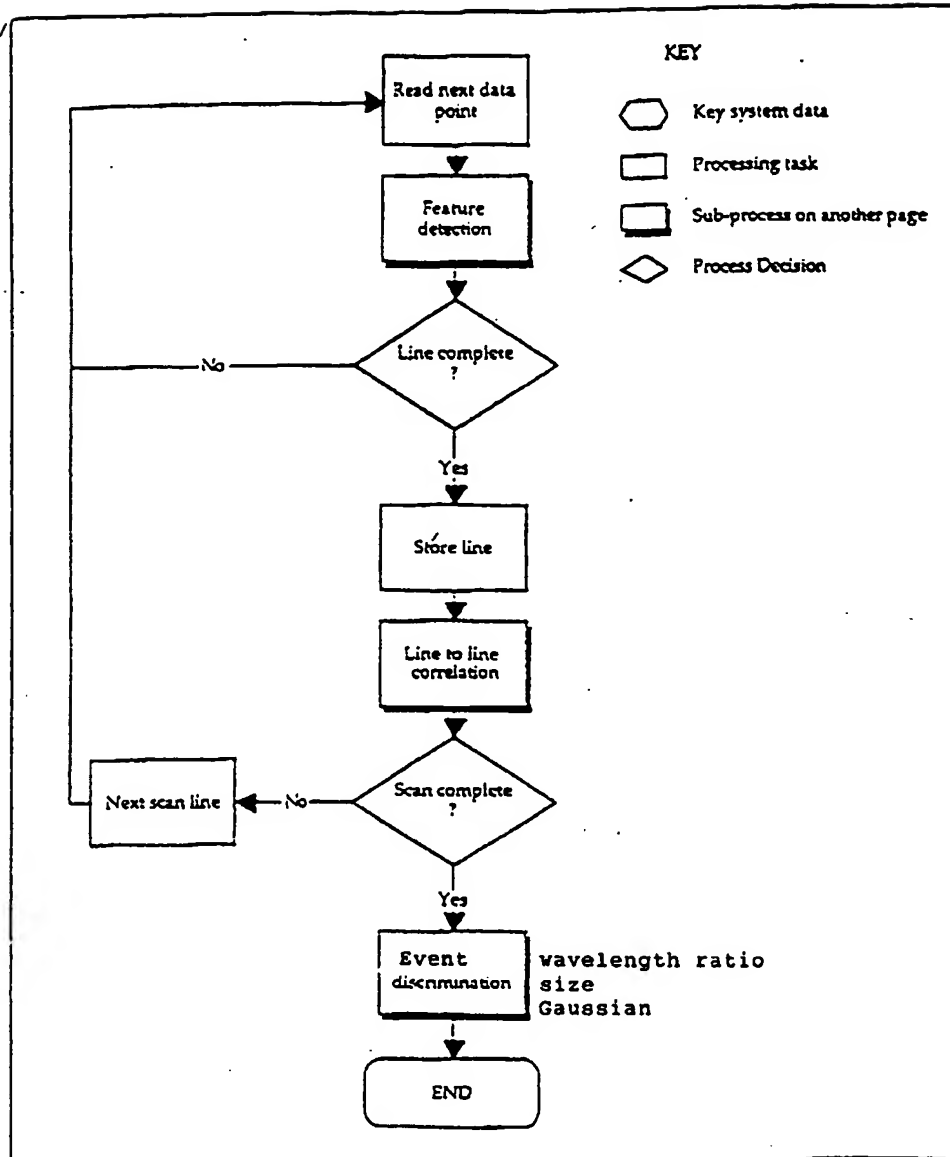 KEY
Key system data
Processing task
Sub-process on another page
Process Decision
Read next data
point
Feature
detection
Line complete
?
No
Yes
Store line
Line to line
correlation
Scan complete
?
No
Next scan line
Yes
Event
discrimination
wavelength ratio
size
Gaussian
END